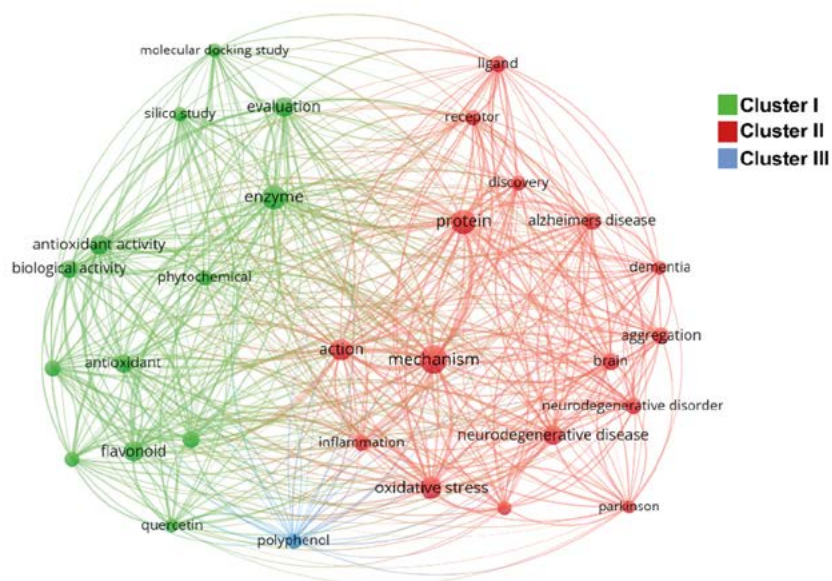 molecular docking study
ligand
silico study
evaluation
receptor
Cluster I
Cluster II
Cluster III
discovery
enzyme
protein
alzheimers disease
antioxidant activity
biological activity
phytochemical
dementia
aggregation
action
mechanism
brain
antioxidant
neurodegenerative disorder
flavonoid
inflammation
neurodegenerative disease
oxidative stress
parkinson
quercetin
polyphenol